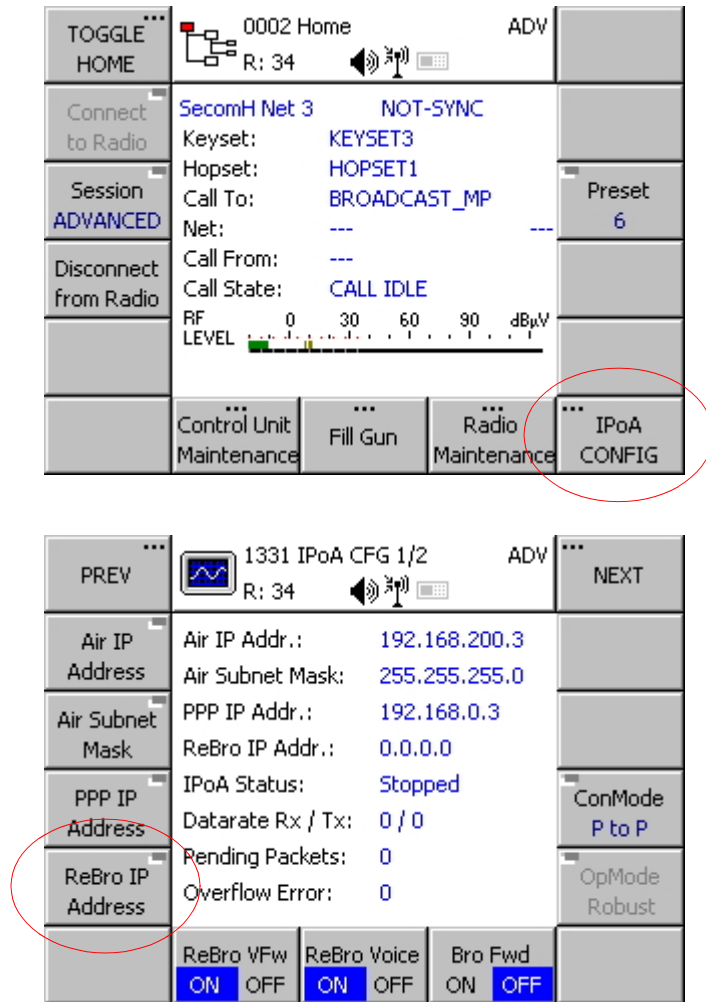 TOGGLE
HOME
0002 Home
ADV
R: 34
Connect
to Radio
Session
ADVANCED
Disconnect
from Radio
SecomH Net 3 NOT-SYNC
Keyset: KEYSET3
Hopset: HOPSET1
Call To: BROADCAST_MP
Net: --- ---
Call From: ---
Call State: CALL IDLE
RF
LEVEL
0 30 60 90 dBµV
Preset
6
Control Unit
Maintenance
Fill Gun
Radio
Maintenance
IPoA
CONFIG
PREV
1331 IPoA CFG 1/2
ADV
R: 34
NEXT
Air IP
Address
Air Subnet
Mask
PPP IP
Address
ReBro IP
Address
Air IP Addr.: 192.168.200.3
Air Subnet Mask: 255.255.255.0
PPP IP Addr.: 192.168.0.3
ReBro IP Addr.: 0.0.0.0
IPoA Status: Stopped
Datarate Rx / Tx: 0 / 0
Pending Packets: 0
Overflow Error: 0
ConMode
P to P
OpMode
Robust
ReBro VFw
ON OFF
ReBro Voice
ON OFF
Bro Fwd
ON OFF